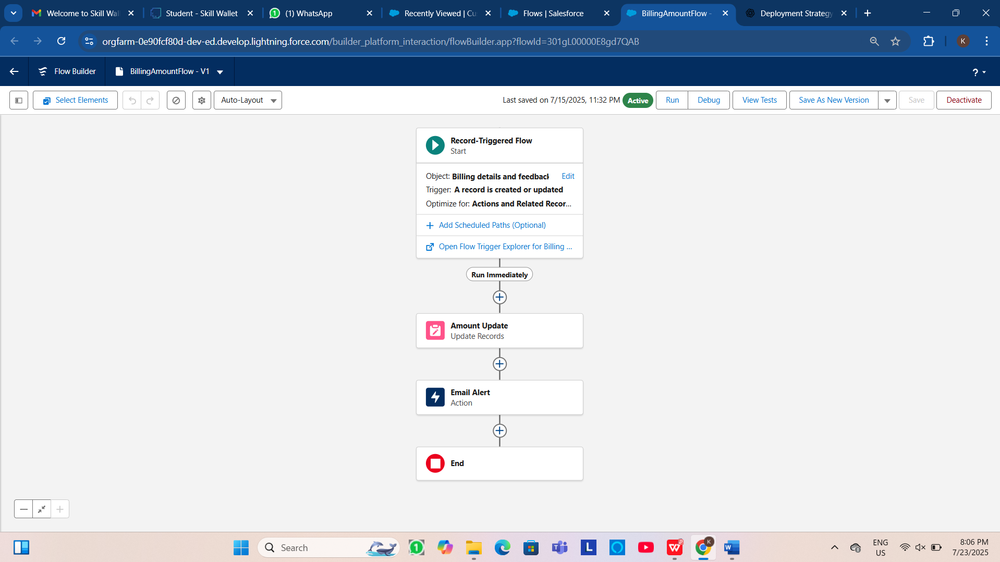 Welcome to Skill Wal
Student - Skill Wallet
(1) WhatsApp
Recently Viewed | Cu
Flows | Salesforce
BillingAmountFlow -
Deployment Strategy
orgfarm-0e90fcf80d-dev-ed.develop.lightning.force.com/builder_platform_interaction/flowBuilder.app?flowId=301gL00000E8gd7QAB
K
Flow Builder
BillingAmountFlow - V1
?
Select Elements
Auto-Layout
Last saved on 7/15/2025, 11:32 PM
Active
Run
Debug
View Tests
Save As New Version
Save
Deactivate
Record-Triggered Flow
Start
Object: Billing details and feedback
Edit
Trigger: A record is created or updated
Optimize for: Actions and Related Recor...
Add Scheduled Paths (Optional)
Open Flow Trigger Explorer for Billing ...
Run Immediately
Amount Update
Update Records
Email Alert
Action
End
Search
ENG
US
8:06 PM
7/23/2025